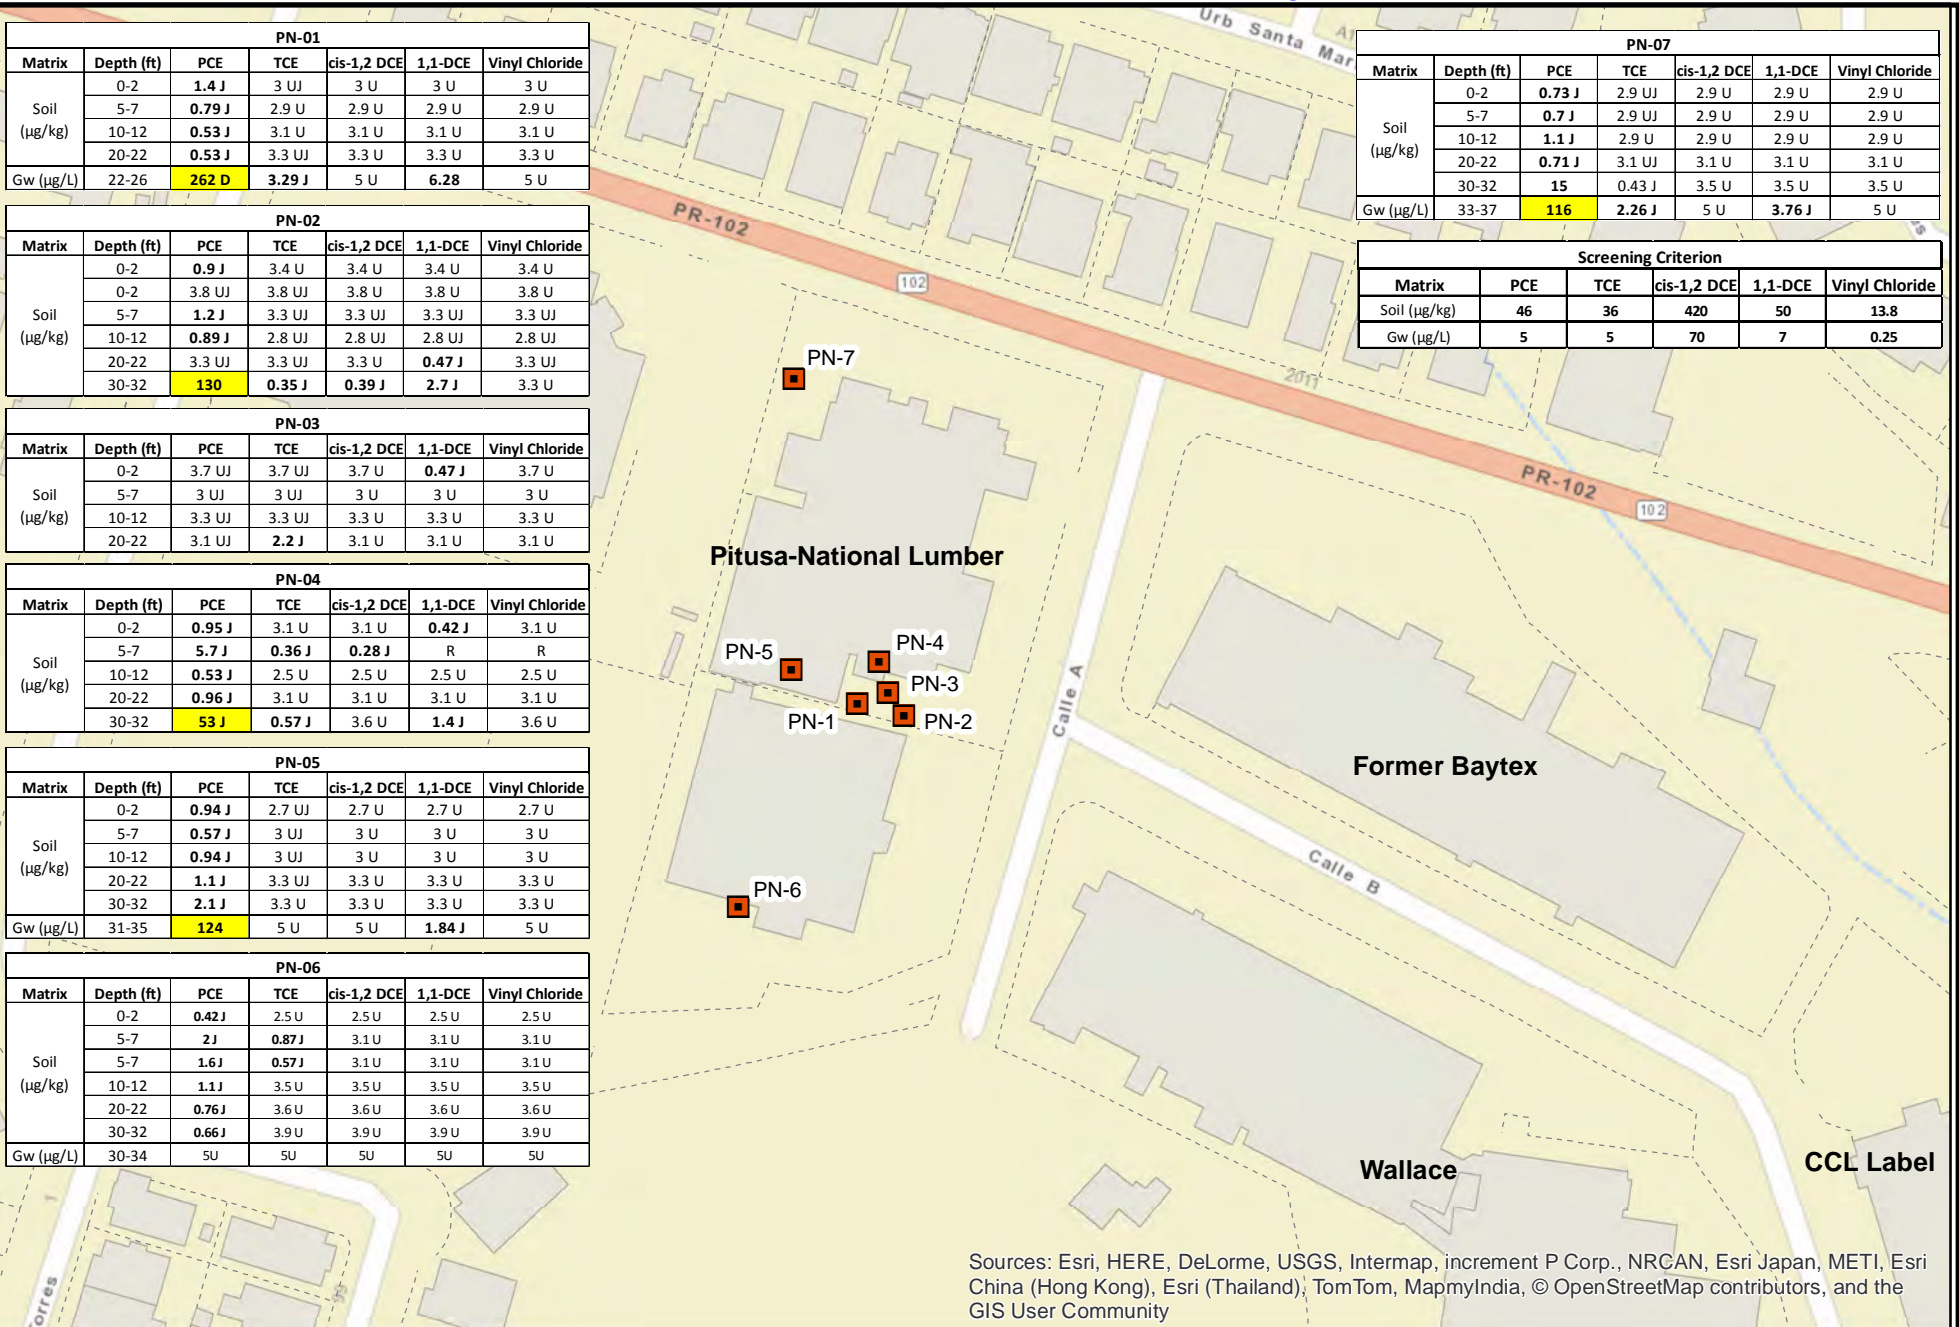 PN-01
Matrix Depth (ft) PCE TCE cis-1,2 DCE 1,1-DCE Vinyl Chloride
Soil (µg/kg)
0-2 1.4 J 3 UJ 3 U 3 U 3 U
5-7 0.79 J 2.9 U 2.9 U 2.9 U 2.9 U
10-12 0.53 J 3.1 U 3.1 U 3.1 U 3.1 U
20-22 0.53 J 3.3 UJ 3.3 U 3.3 U 3.3 U
Gw (µg/L) 22-26 262 D 3.29 J 5 U 6.28 5 U
PN-02
Matrix Depth (ft) PCE TCE cis-1,2 DCE 1,1-DCE Vinyl Chloride
Soil (µg/kg)
0-2 0.9 J 3.4 U 3.4 U 3.4 U 3.4 U
0-2 3.8 UJ 3.8 UJ 3.8 U 3.8 U 3.8 U
5-7 1.2 J 3.3 UJ 3.3 UJ 3.3 UJ 3.3 UJ
10-12 0.89 J 2.8 UJ 2.8 UJ 2.8 UJ 2.8 UJ
20-22 3.3 UJ 3.3 UJ 3.3 U 0.47 J 3.3 UJ
30-32 130 0.35 J 0.39 J 2.7 J 3.3 U
PN-03
Matrix Depth (ft) PCE TCE cis-1,2 DCE 1,1-DCE Vinyl Chloride
Soil (µg/kg)
0-2 3.7 UJ 3.7 UJ 3.7 U 0.47 J 3.7 U
5-7 3 UJ 3 UJ 3 U 3 U 3 U
10-12 3.3 UJ 3.3 UJ 3.3 U 3.3 U 3.3 U
20-22 3.1 UJ 2.2 J 3.1 U 3.1 U 3.1 U
PN-04
Matrix Depth (ft) PCE TCE cis-1,2 DCE 1,1-DCE Vinyl Chloride
Soil (µg/kg)
0-2 0.95 J 3.1 U 3.1 U 0.42 J 3.1 U
5-7 5.7 J 0.36 J 0.28 J R R
10-12 0.53 J 2.5 U 2.5 U 2.5 U 2.5 U
20-22 0.96 J 3.1 U 3.1 U 3.1 U 3.1 U
30-32 53 J 0.57 J 3.6 U 1.4 J 3.6 U
PN-05
Matrix Depth (ft) PCE TCE cis-1,2 DCE 1,1-DCE Vinyl Chloride
Soil (µg/kg)
0-2 0.94 J 2.7 UJ 2.7 U 2.7 U 2.7 U
5-7 0.57 J 3 UJ 3 U 3 U 3 U
10-12 0.94 J 3 UJ 3 U 3 U 3 U
20-22 1.1 J 3.3 UJ 3.3 U 3.3 U 3.3 U
30-32 2.1 J 3.3 U 3.3 U 3.3 U 3.3 U
Gw (µg/L) 31-35 124 5 U 5 U 1.84 J 5 U
PN-06
Matrix Depth (ft) PCE TCE cis-1,2 DCE 1,1-DCE Vinyl Chloride
Soil (µg/kg)
0-2 0.42 J 2.5 U 2.5 U 2.5 U 2.5 U
5-7 2 J 0.87 J 3.1 U 3.1 U 3.1 U
5-7 1.6 J 0.57 J 3.1 U 3.1 U 3.1 U
10-12 1.1 J 3.5 U 3.5 U 3.5 U 3.5 U
20-22 0.76 J 3.6 U 3.6 U 3.6 U 3.6 U
30-32 0.66 J 3.9 U 3.9 U 3.9 U 3.9 U
Gw (µg/L) 30-34 5U 5U 5U 5U 5U
PN-07
Matrix Depth (ft) PCE TCE cis-1,2 DCE 1,1-DCE Vinyl Chloride
Soil (µg/kg)
0-2 0.73 J 2.9 UJ 2.9 U 2.9 U 2.9 U
5-7 0.7 J 2.9 UJ 2.9 U 2.9 U 2.9 U
10-12 1.1 J 2.9 U 2.9 U 2.9 U 2.9 U
20-22 0.71 J 3.1 UJ 3.1 U 3.1 U 3.1 U
30-32 15 0.43 J 3.5 U 3.5 U 3.5 U
Gw (µg/L) 33-37 116 2.26 J 5 U 3.76 J 5 U
Screening Criterion
Matrix PCE TCE cis-1,2 DCE 1,1-DCE Vinyl Chloride
Soil (µg/kg) 46 36 420 50 13.8
Gw (µg/L) 5 5 70 7 0.25
Urb Santa Mar
PR-102
102
2011
PR-102
102
PN-7
Pitusa-National Lumber
PN-5
PN-4
PN-3
PN-1
PN-2
Calle A
Former Baytex
Calle B
PN-6
Wallace
CCL Label
orres
Sources: Esri, HERE, DeLorme, USGS, Intermap, increment P Corp., NRCAN, Esri Japan, METI, Esri
China (Hong Kong), Esri (Thailand), TomTom, MapmyIndia, © OpenStreetMap contributors, and the
GIS User Community